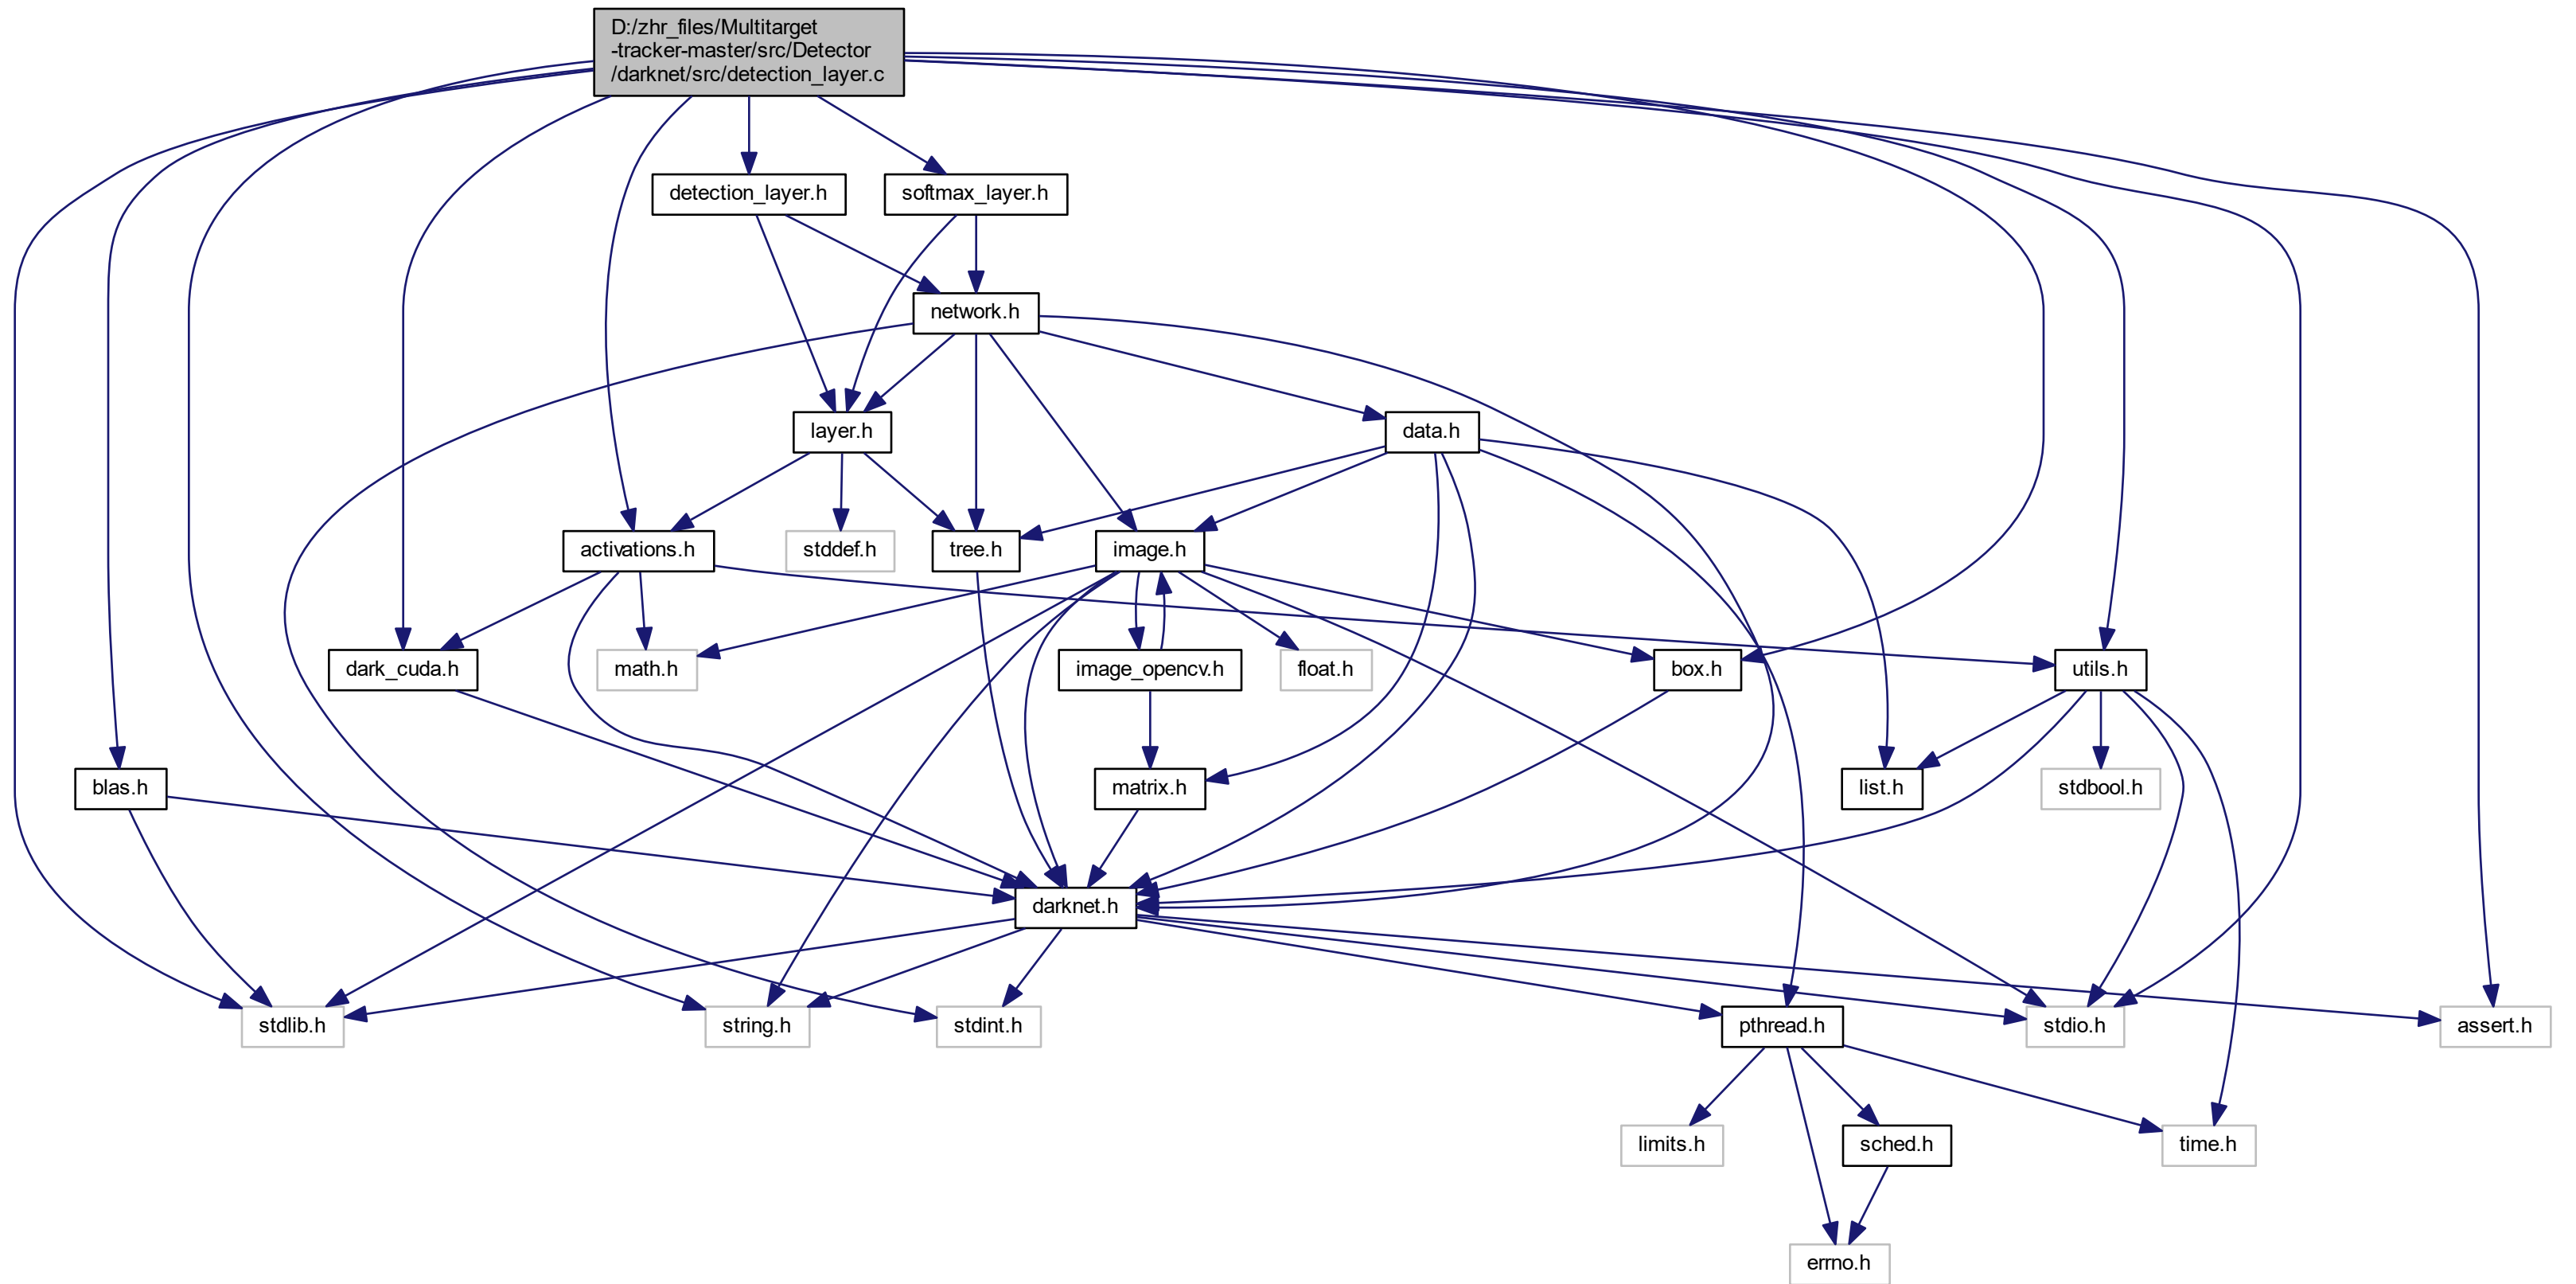 D:/zhr_files/Multitarget
-tracker-master/src/Detector
/darknet/src/detection_layer.c
detection_layer.h
softmax_layer.h
network.h
layer.h
data.h
activations.h
stddef.h
tree.h
image.h
dark_cuda.h
math.h
image_opencv.h
float.h
box.h
utils.h
blas.h
matrix.h
list.h
stdbool.h
darknet.h
stdlib.h
string.h
stdint.h
pthread.h
stdio.h
assert.h
limits.h
sched.h
time.h
errno.h